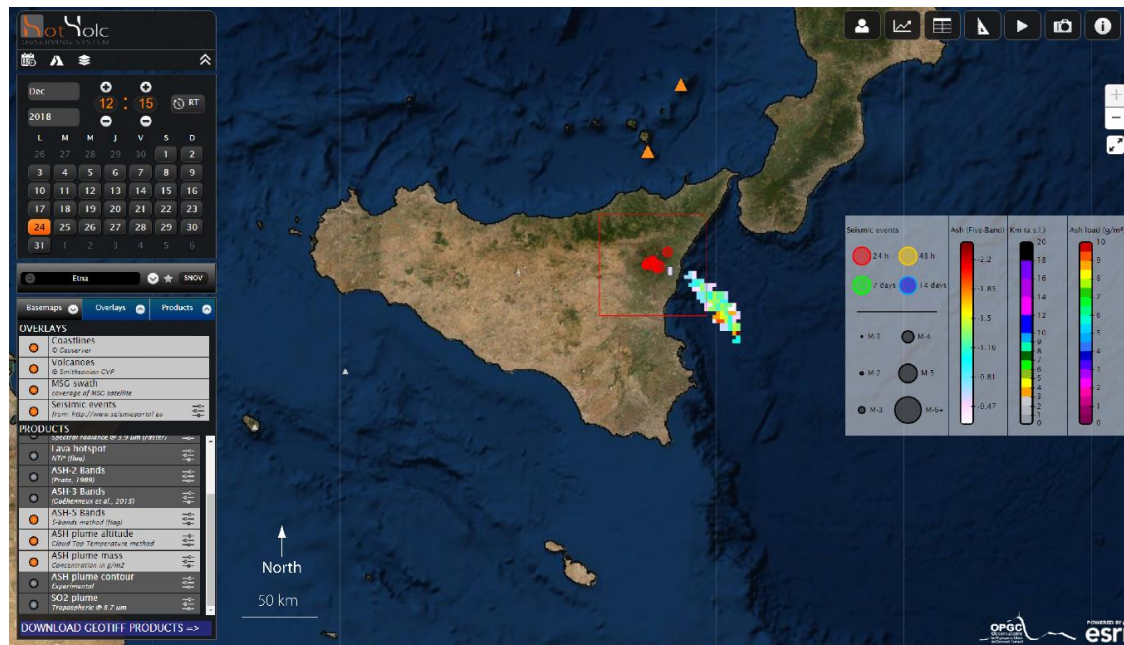 HotVolc
OBSERVING SYSTEM
Dec
12 : 15
RT
2018
L M M J V S D
26 27 28 29 30 1 2
3 4 5 6 7 8 9
10 11 12 13 14 15 16
17 18 19 20 21 22 23
24 25 26 27 28 29 30
31 1 2 3 4 5 6
Etna
SNOV
Basemaps Overlays Products
OVERLAYS
Coastlines
© Geoserver
Volcanoes
© Smithsonian GVP
MSG swath
coverage of MSG satellite
Seisimic events
from: http://www.seismicportal.eu
PRODUCTS
Spectral radiance @ 3.9 µm (raster)
Lava hotspot
NTI* (flag)
ASH-2 Bands
(Prata, 1989)
ASH-3 Bands
(Guéhenneux et al., 2015)
ASH-5 Bands
5-bands method (flag)
ASH plume altitude
Cloud Top Temperature method
ASH plume mass
Concentration in g/m2
ASH plume contour
Experimental
SO2 plume
Tropospheric @ 8.7 um
DOWNLOAD GEOTIFF PRODUCTS =>
North
50 km
Seismic events
24 h 48 h
7 days 14 days
M-1 M-4
M-2 M-5
M-3 M-6+
Ash (Five-Band)
-2.2
-1.85
-1.5
-1.16
-0.81
-0.47
Km (a.s.l.)
20
18
16
14
12
10
9
8
7
6
5
4
3
2
1
0
Ash load (g/m²)
10
9
8
7
6
5
4
3
2
1
0
OPGC
POWERED BY
esri